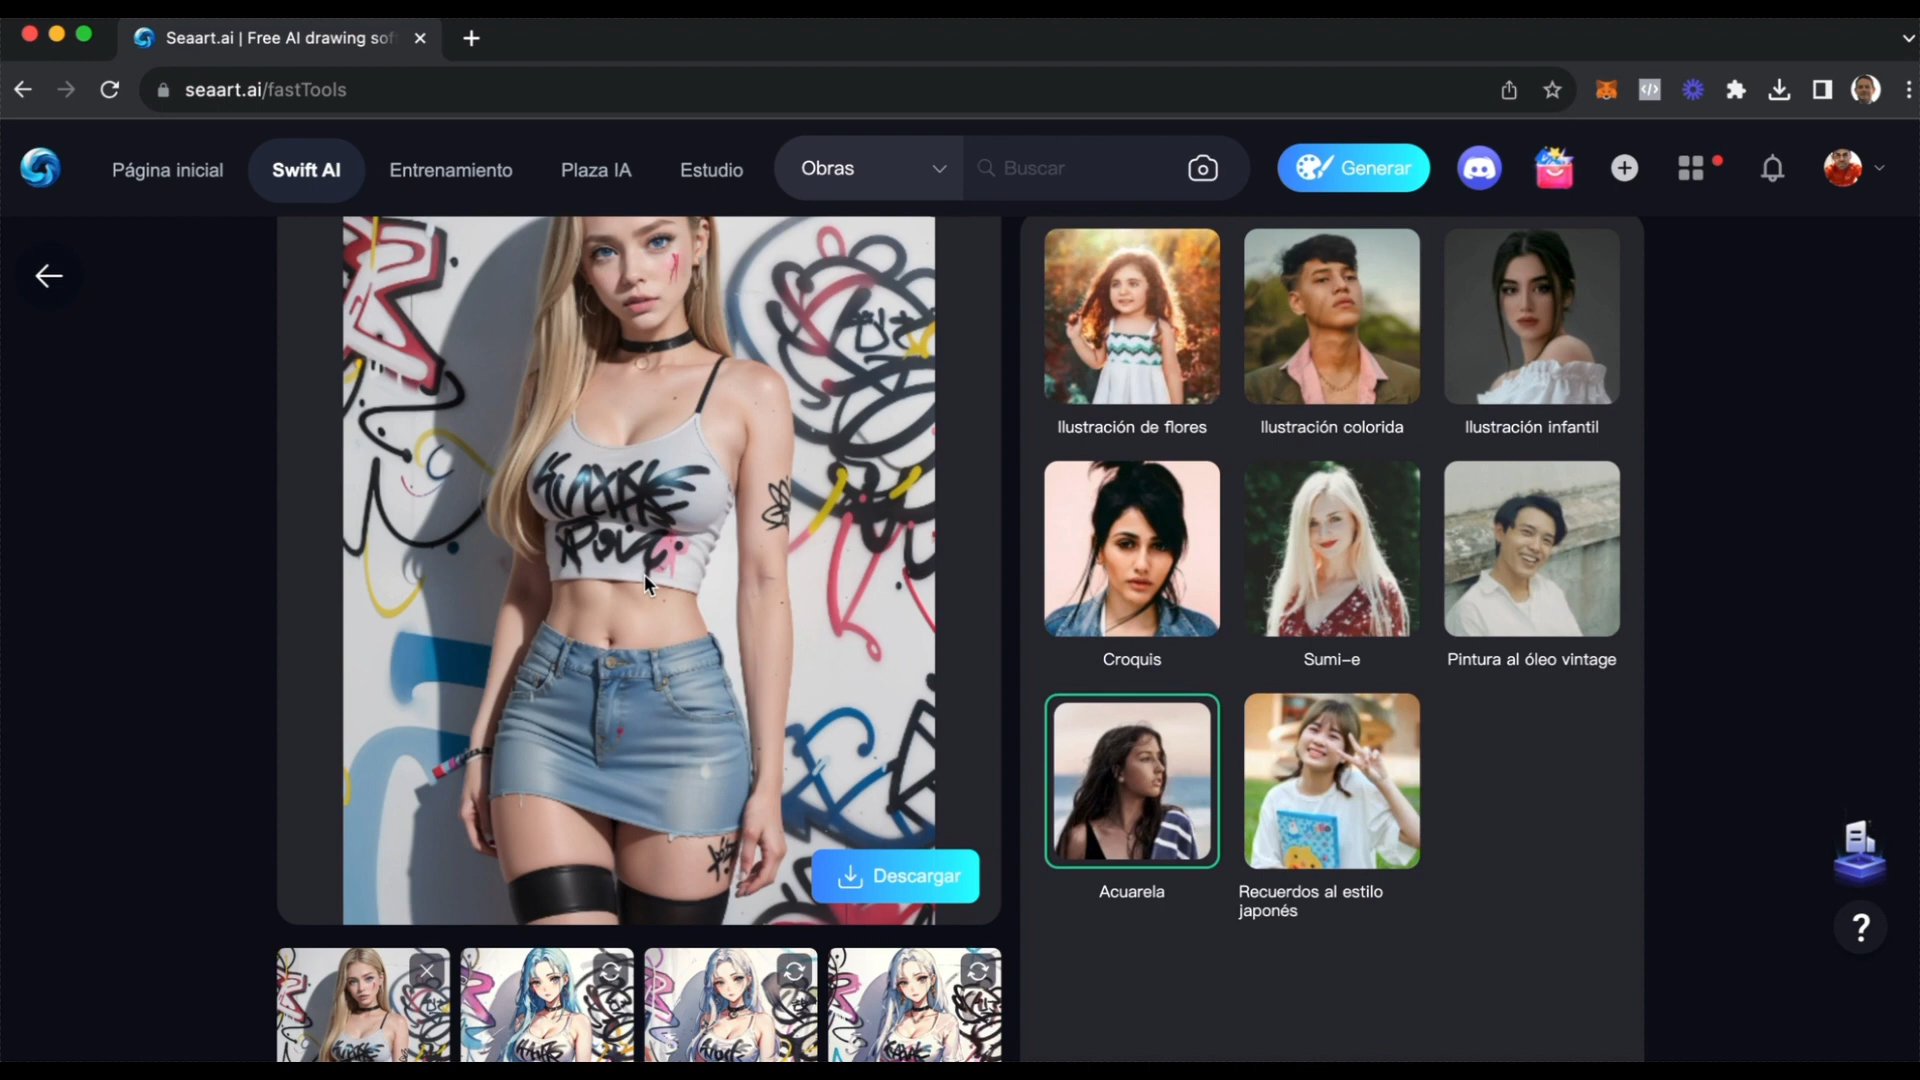 Seaart.ai | Free AI drawing sof
seaart.ai/fastTools
Página inicial
Swift AI
Entrenamiento
Plaza IA
Estudio
Obras
Buscar
Generar
Ilustración de flores
Ilustración colorida
Ilustración infantil
Croquis
Sumi-e
Pintura al óleo vintage
Acuarela
Recuerdos al estilo
japonés
Descargar
?